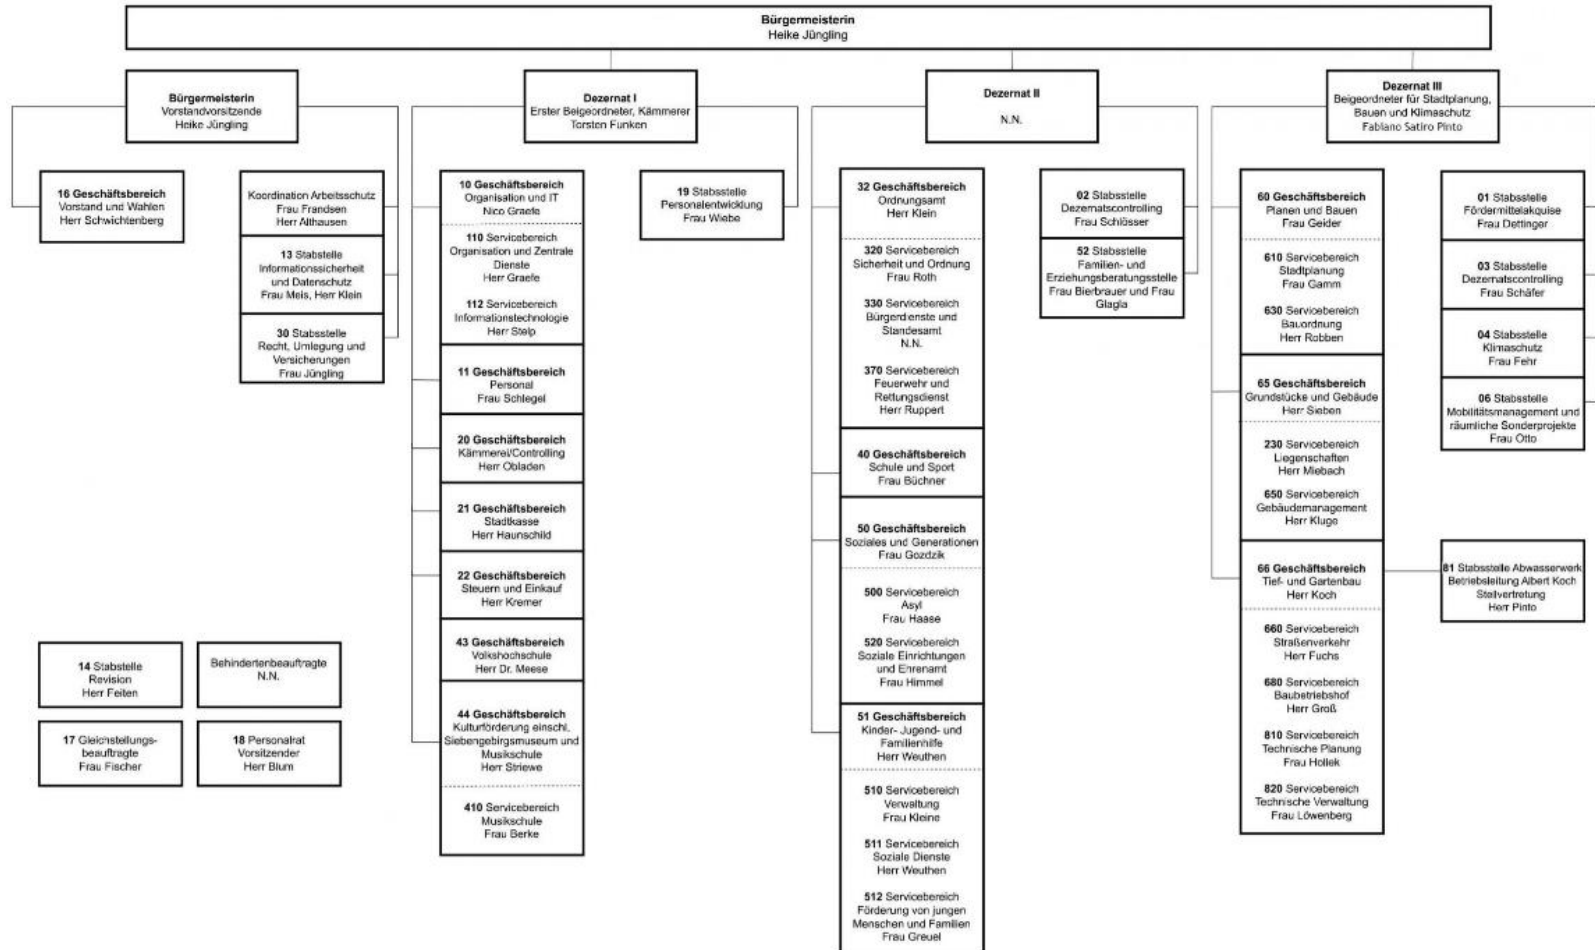 Bürgermeisterin
Heike Jüngling
Bürgermeisterin
Vorstandvorsitzende
Heike Jüngling
16 Geschäftsbereich
Vorstand und Wahlen
Herr Schwichtenberg
Koordination Arbeitsschutz
Frau Frandsen
Herr Althausen
13 Stabstelle
Informationssicherheit
und Datenschutz
Frau Meis, Herr Klein
30 Stabsstelle
Recht, Umlegung und
Versicherungen
Frau Jüngling
14 Stabstelle
Revision
Herr Feiten
Behindertenbeauftragte
N.N.
17 Gleichstellungs-
beauftragte
Frau Fischer
18 Personalrat
Vorsitzender
Herr Blum
Dezernat I
Erster Beigeordneter, Kämmerer
Torsten Funken
10 Geschäftsbereich
Organisation und IT
Nico Graefe
110 Servicebereich
Organisation und Zentrale
Dienste
Herr Graefe
112 Servicebereich
Informationstechnologie
Herr Stelp
11 Geschäftsbereich
Personal
Frau Schlegel
20 Geschäftsbereich
Kämmerei/Controlling
Herr Obladen
21 Geschäftsbereich
Stadtkasse
Herr Haunschild
22 Geschäftsbereich
Steuern und Einkauf
Herr Kremer
43 Geschäftsbereich
Volkshochschule
Herr Dr. Meese
44 Geschäftsbereich
Kulturförderung einschl.
Siebengebirgsmuseum und
Musikschule
Herr Striewe
410 Servicebereich
Musikschule
Frau Berke
19 Stabsstelle
Personalentwicklung
Frau Wiebe
Dezernat II
N.N.
32 Geschäftsbereich
Ordnungsamt
Herr Klein
320 Servicebereich
Sicherheit und Ordnung
Frau Roth
330 Servicebereich
Bürgerdienste und
Standesamt
N.N.
370 Servicebereich
Feuerwehr und
Rettungsdienst
Herr Ruppert
40 Geschäftsbereich
Schule und Sport
Frau Büchner
50 Geschäftsbereich
Soziales und Generationen
Frau Gozdzik
500 Servicebereich
Asyl
Frau Haase
520 Servicebereich
Soziale Einrichtungen
und Ehrenamt
Frau Himmel
51 Geschäftsbereich
Kinder- Jugend- und
Familienhilfe
Herr Weuthen
510 Servicebereich
Verwaltung
Frau Kleine
511 Servicebereich
Soziale Dienste
Herr Weuthen
512 Servicebereich
Förderung von jungen
Menschen und Familien
Frau Greuel
02 Stabsstelle
Dezernatscontrolling
Frau Schlösser
52 Stabsstelle
Familien- und
Erziehungsberatungsstelle
Frau Bierbrauer und Frau
Glagla
Dezernat III
Beigeordneter für Stadtplanung,
Bauen und Klimaschutz
Fabiano Satiro Pinto
60 Geschäftsbereich
Planen und Bauen
Frau Geider
610 Servicebereich
Stadtplanung
Frau Gamm
630 Servicebereich
Bauordnung
Herr Robben
65 Geschäftsbereich
Grundstücke und Gebäude
Herr Sieben
230 Servicebereich
Liegenschaften
Herr Miebach
650 Servicebereich
Gebäudemanagement
Herr Kluge
66 Geschäftsbereich
Tief- und Gartenbau
Herr Koch
660 Servicebereich
Straßenverkehr
Herr Fuchs
680 Servicebereich
Baubetriebshof
Herr Groß
810 Servicebereich
Technische Planung
Frau Hollek
820 Servicebereich
Technische Verwaltung
Frau Löwenberg
01 Stabsstelle
Fördermittelakquise
Frau Dettinger
03 Stabsstelle
Dezernatscontrolling
Frau Schäfer
04 Stabsstelle
Klimaschutz
Frau Fehr
06 Stabsstelle
Mobilitätsmanagement und
räumliche Sonderprojekte
Frau Otto
81 Stabsstelle Abwasserwerk
Betriebsleitung Albert Koch
Stellvertretung
Herr Pinto